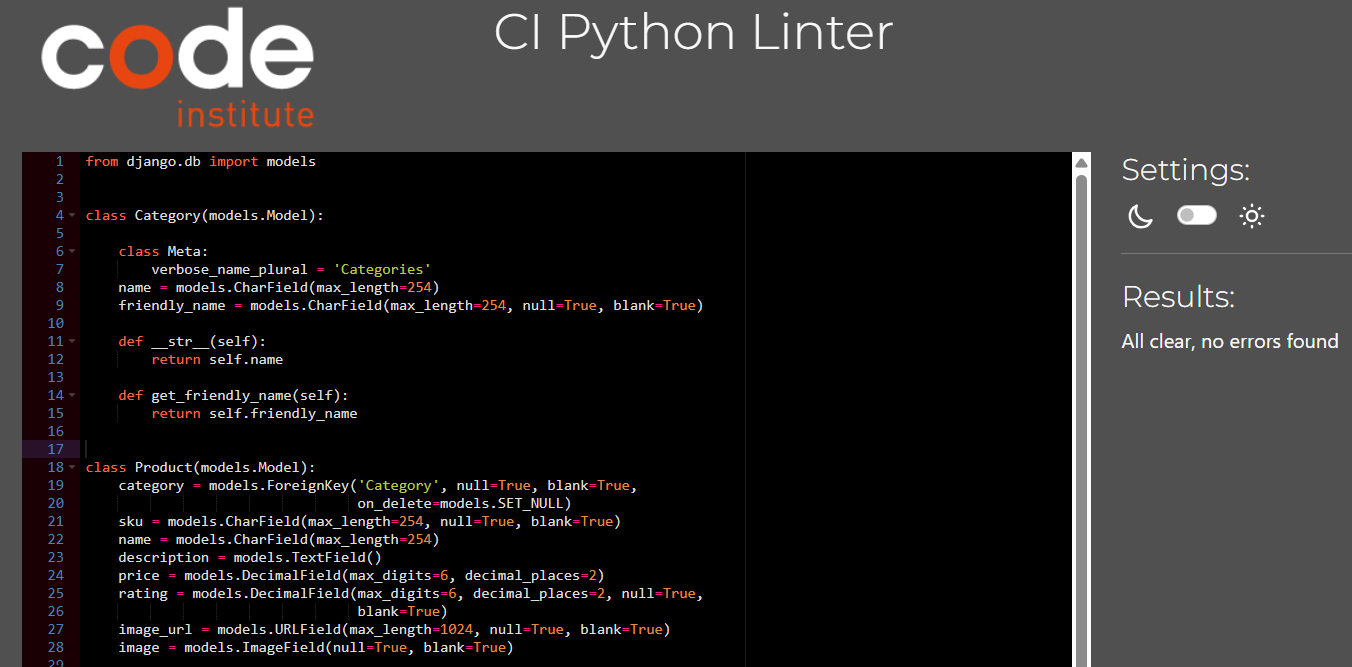 code
institute
CI Python Linter
1 from django.db import models
2
3
4 class Category(models.Model):
5
6     class Meta:
7         verbose_name_plural = 'Categories'
8     name = models.CharField(max_length=254)
9     friendly_name = models.CharField(max_length=254, null=True, blank=True)
10
11     def __str__(self):
12         return self.name
13
14     def get_friendly_name(self):
15         return self.friendly_name
16
17
18 class Product(models.Model):
19     category = models.ForeignKey('Category', null=True, blank=True,
20                                  on_delete=models.SET_NULL)
21     sku = models.CharField(max_length=254, null=True, blank=True)
22     name = models.CharField(max_length=254)
23     description = models.TextField()
24     price = models.DecimalField(max_digits=6, decimal_places=2)
25     rating = models.DecimalField(max_digits=6, decimal_places=2, null=True,
26                                  blank=True)
27     image_url = models.URLField(max_length=1024, null=True, blank=True)
28     image = models.ImageField(null=True, blank=True)
29
Settings:
Results:
All clear, no errors found